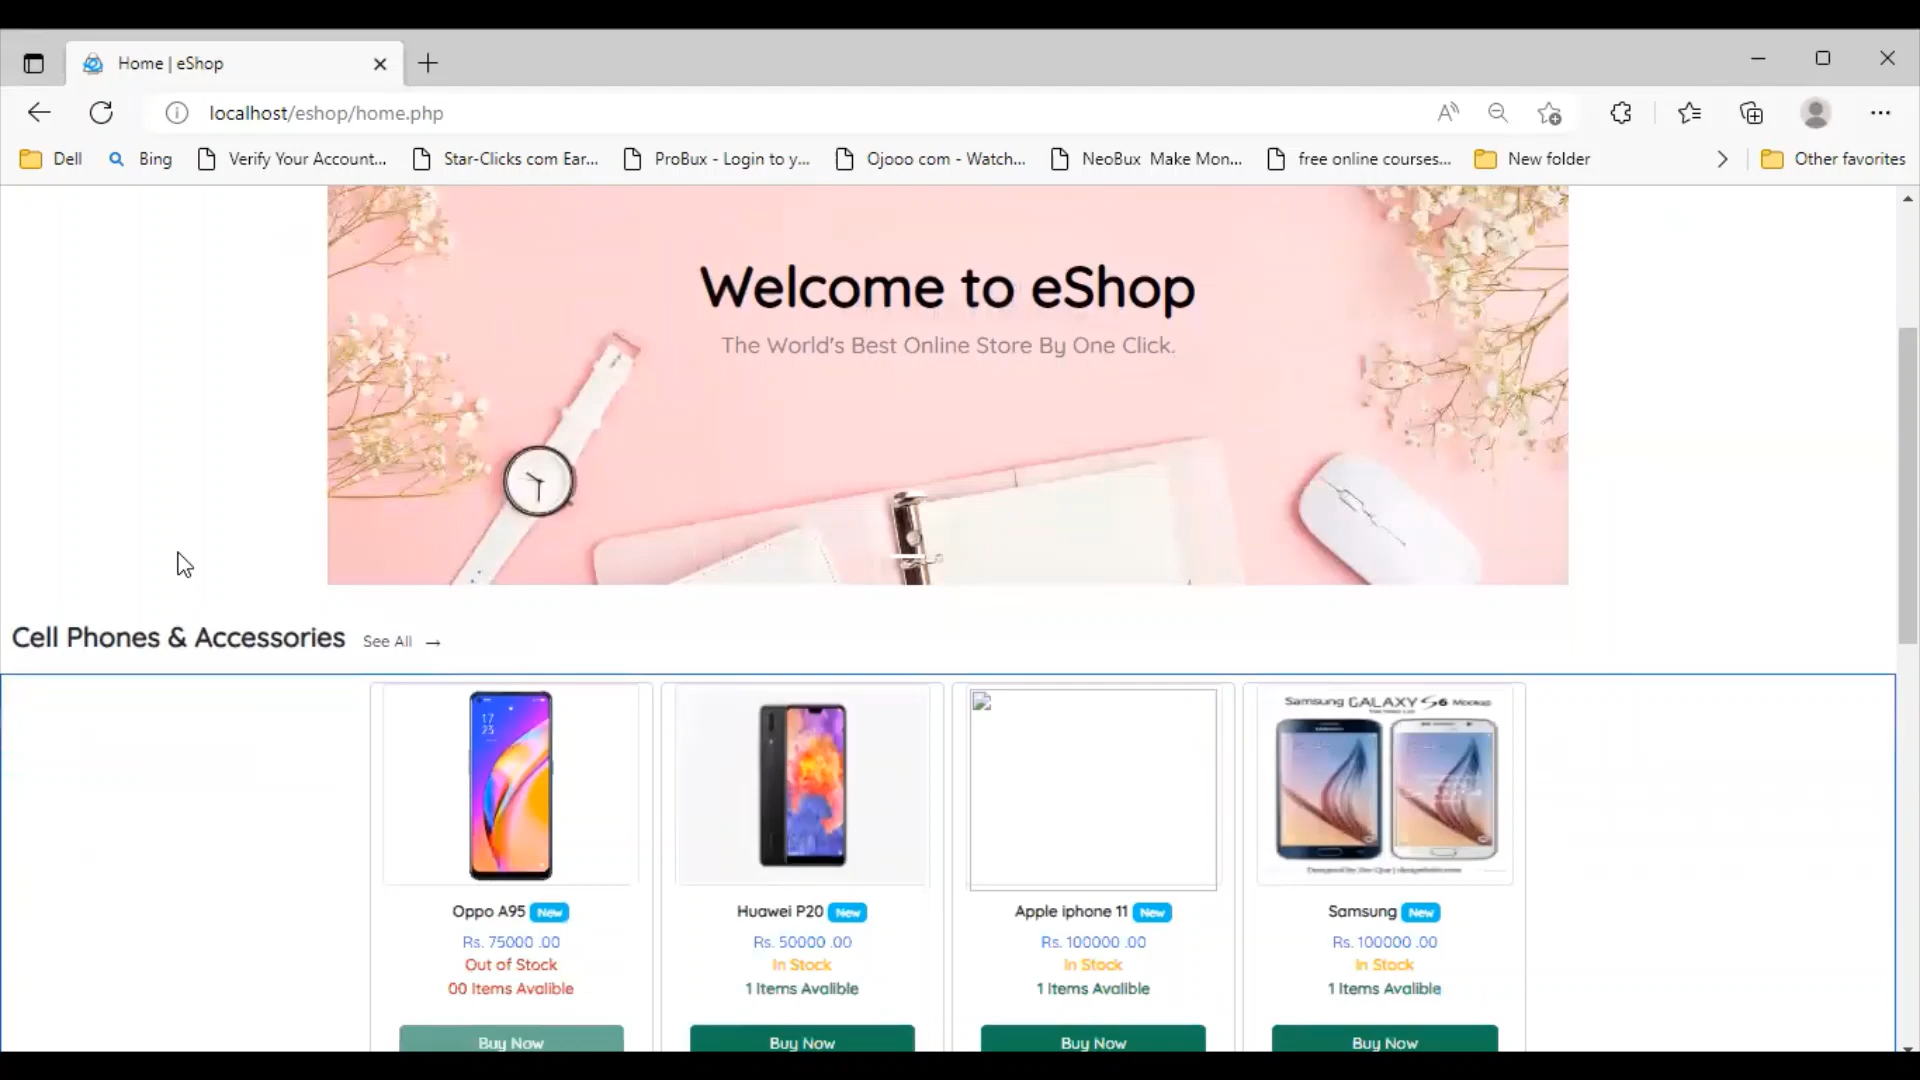 Home | eShop
localhost/eshop/home.php
Dell
Bing
Verify Your Account...
Star-Clicks com Ear...
ProBux - Login to y...
Ojooo com - Watch...
NeoBux Make Mon...
free online courses...
New folder
Other favorites
Welcome to eShop
The World's Best Online Store By One Click.
Cell Phones & Accessories See All →
17
23
Samsung GALAXY S6 Mockup
Oppo A95 New
Rs. 75000 .00
Out of Stock
00 Items Avalible
Buy Now
Huawei P20 New
Rs. 50000 .00
In Stock
1 Items Avalible
Buy Now
Apple iphone 11 New
Rs. 100000 .00
In Stock
1 Items Avalible
Buy Now
Samsung New
Rs. 100000 .00
In Stock
1 Items Avalible
Buy Now